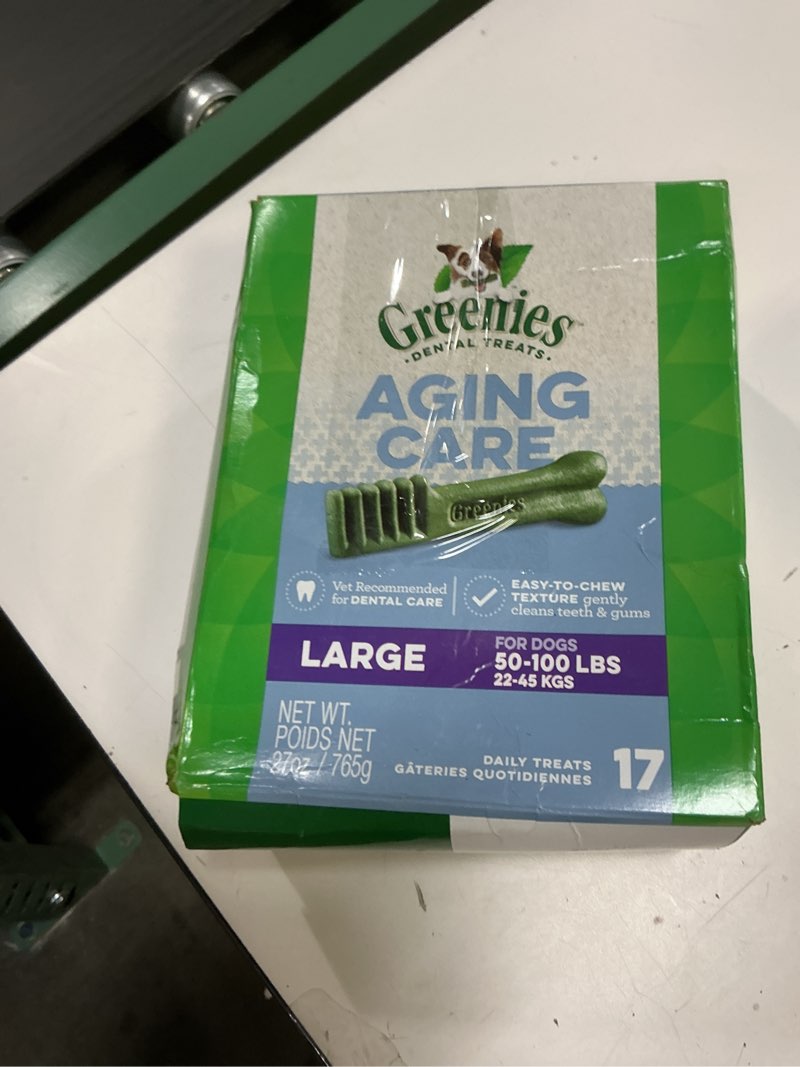 Greenies™
•DENTAL TREATS•
AGING
CARE
Greenies
Vet Recommended
for DENTAL CARE
EASY-TO-CHEW
TEXTURE gently
cleans teeth & gums
LARGE
FOR DOGS
50-100 LBS
22-45 KGS
NET WT.
POIDS NET
27oz / 765g
DAILY TREATS
GÂTERIES QUOTIDIENNES
17